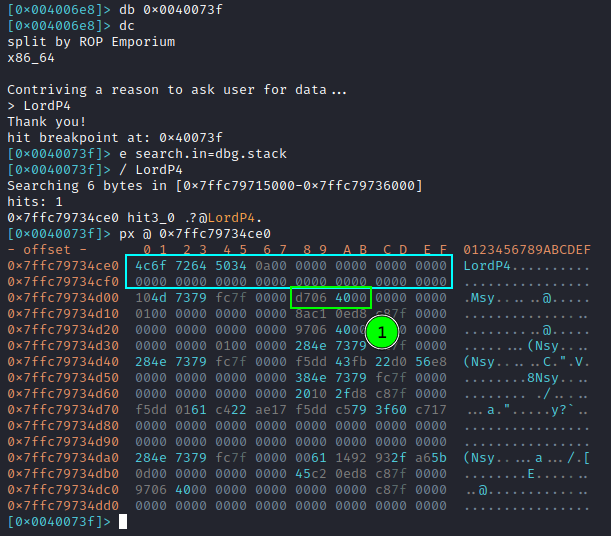 [0x004006e8]> db 0x0040073f
[0x004006e8]> dc
split by ROP Emporium
x86_64
Contriving a reason to ask user for data...
> LordP4
Thank you!
hit breakpoint at: 0x40073f
[0x0040073f]> e search.in=dbg.stack
[0x0040073f]> / LordP4
Searching 6 bytes in [0x7ffc79715000-0x7ffc79736000]
hits: 1
0x7ffc79734ce0 hit3_0 .?@LordP4.
[0x0040073f]> px @ 0x7ffc79734ce0
- offset - 0 1 2 3 4 5 6 7 8 9 A B C D E F 0123456789ABCDEF
0x7ffc79734ce0 4c6f 7264 5034 0a00 0000 0000 0000 0000 LordP4..........
0x7ffc79734cf0 0000 0000 0000 0000 0000 0000 0000 0000 ................
0x7ffc79734d00 104d 7379 fc7f 0000 d706 4000 0000 0000 .Msy......@.....
0x7ffc79734d10 0100 0000 0000 0000 8ac1 0ed8 c87f 0000 ................
0x7ffc79734d20 0000 0000 0000 0000 9706 4000 0000 ..........@.....
0x7ffc79734d30 0000 0000 0100 0000 284e 7379 0000 ........(Nsy....
0x7ffc79734d40 284e 7379 fc7f 0000 f5dd 43fb 22d0 56e8 (Nsy......C.".V.
0x7ffc79734d50 0000 0000 0000 0000 384e 7379 fc7f 0000 ........8Nsy....
0x7ffc79734d60 0000 0000 0000 0000 2010 2fd8 c87f 0000 ........ ./.....
0x7ffc79734d70 f5dd 0161 c422 ae17 f5dd c579 3f60 c717 ...a.".....y?`..
0x7ffc79734d80 0000 0000 0000 0000 0000 0000 0000 0000 ................
0x7ffc79734d90 0000 0000 0000 0000 0000 0000 0000 0000 ................
0x7ffc79734da0 284e 7379 fc7f 0000 0061 1492 932f a65b (Nsy.....a.../.[
0x7ffc79734db0 0d00 0000 0000 0000 45c2 0ed8 c87f 0000 ........E.......
0x7ffc79734dc0 9706 4000 0000 0000 0000 0000 c87f 0000 ..@.............
0x7ffc79734dd0 0000 0000 0000 0000 0000 0000 0000 0000 ................
[0x0040073f]>
1